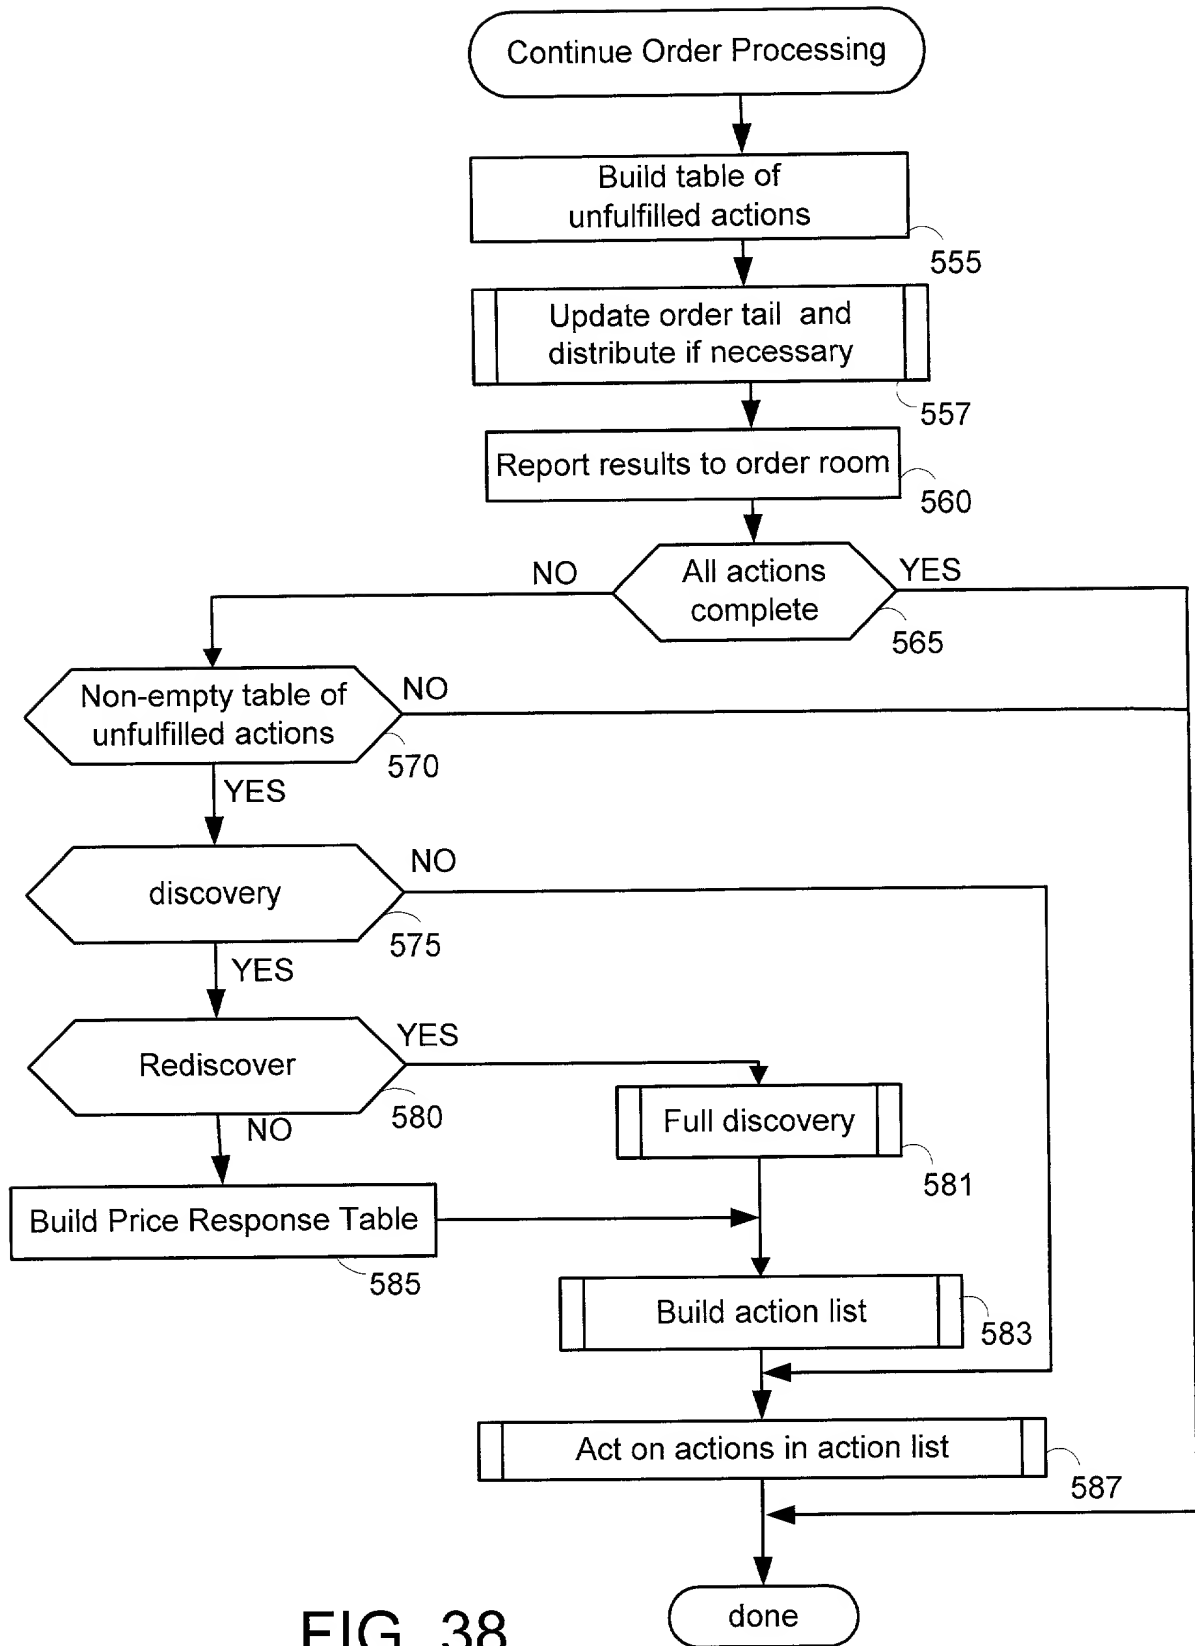 Continue Order Processing
Build table of
unfulfilled actions
555
Update order tail and
distribute if necessary
557
Report results to order room
560
NO
All actions
complete
YES
565
Non-empty table of
unfulfilled actions
NO
570
YES
discovery
NO
575
YES
Rediscover
YES
580
NO
Full discovery
581
Build Price Response Table
585
Build action list
583
Act on actions in action list
587
done
FIG. 38